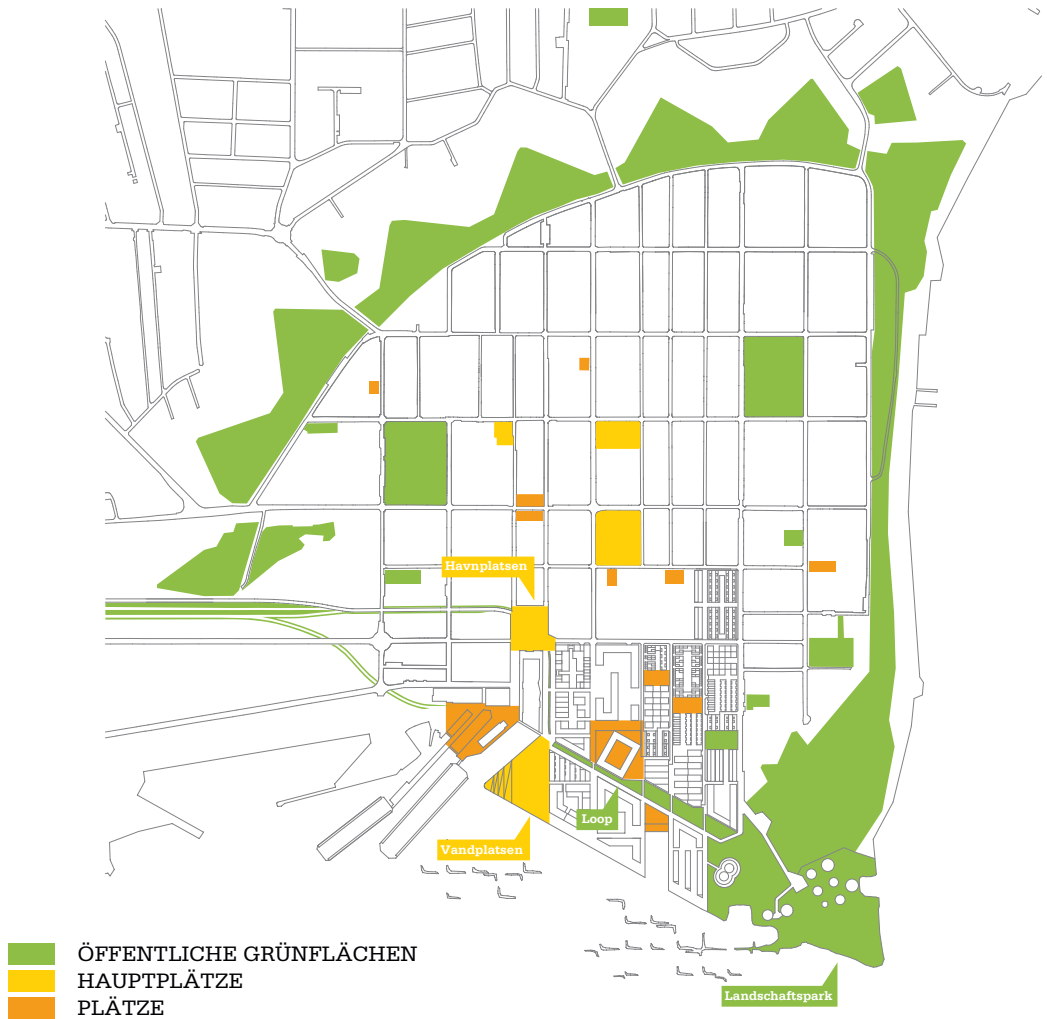 Havnplatsen
Loop
Vandplatsen
Landschaftspark
ÖFFENTLICHE GRÜNFLÄCHEN
HAUPTPLÄTZE
PLÄTZE